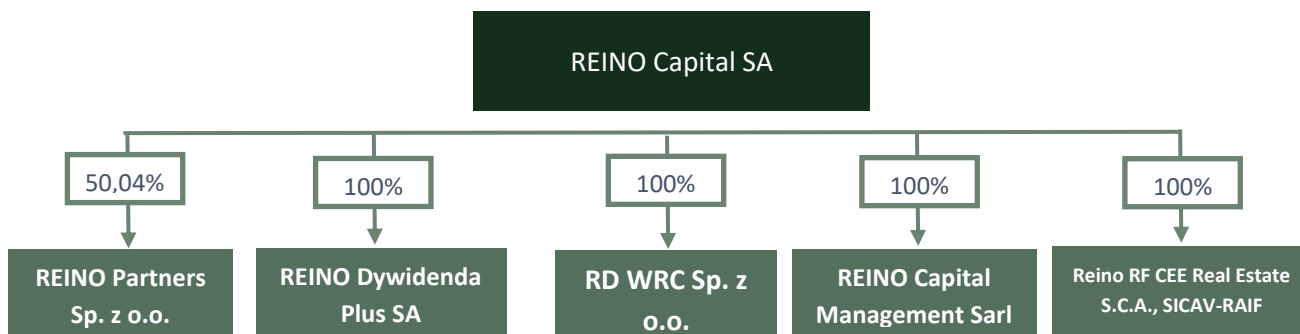 REINO Capital SA
50,04%
100%
100%
100%
100%
REINO Partners
Sp. z o.o.
REINO Dywidenda
Plus SA
RD WRC Sp. z
o.o.
REINO Capital
Management Sarl
Reino RF CEE Real Estate
S.C.A., SICAV-RAIF